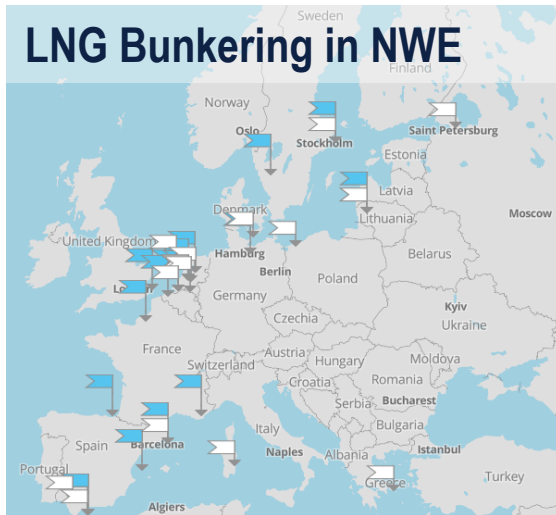 LNG Bunkering in NWE
Sweden
Finland
Norway
Oslo
Stockholm
Saint Petersburg
Estonia
Latvia
Moscow
Denmark
Lithuania
United Kingdom
Hamburg
Belarus
Berlin
Poland
Germany
Kyiv
Czechia
Ukraine
France
Austria
Moldova
Switzerland
Hungary
Croatia
Romania
Serbia
Bucharest
Bulgaria
Italy
Barcelona
Spain
Naples
Albania
Istanbul
Portugal
Greece
Turkey
Algiers